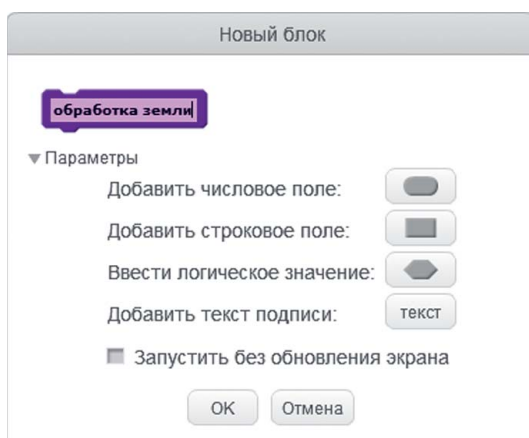 Новый блок
обработка земли
Параметры
Добавить числовое поле:
Добавить строковое поле:
Ввести логическое значение:
Добавить текст подписи: текст
Запустить без обновления экрана
OK Отмена